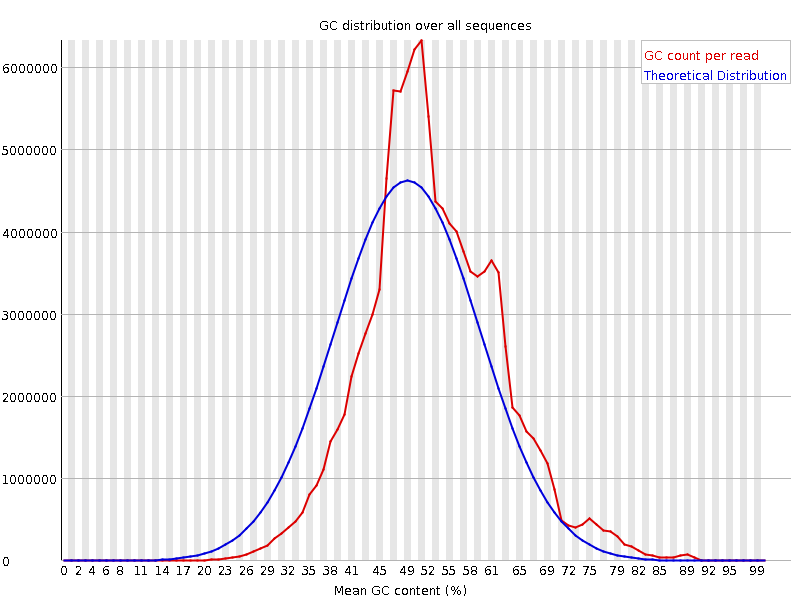 GC distribution over all sequences
GC count per read
Theoretical Distribution
6000000
5000000
4000000
3000000
2000000
1000000
0
0 2 4 6 8 11 14 17 20 23 26 29 32 35 38 41 45 49 52 55 58 61 65 69 72 75 79 82 85 89 92 95 99
Mean GC content (%)